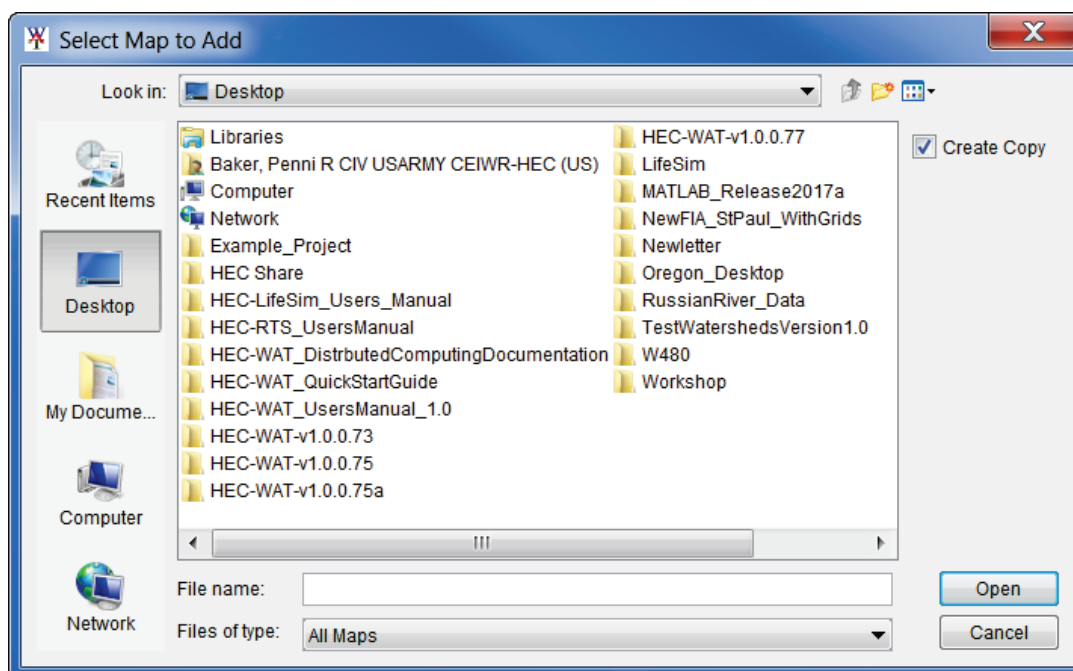 Select Map to Add
Look in:
Desktop
Recent Items
Desktop
My Docume...
Computer
Network
Libraries
Baker, Penni R CIV USARMY CEIWR-HEC (US)
Computer
Network
Example_Project
HEC Share
HEC-LifeSim_Users_Manual
HEC-RTS_UsersManual
HEC-WAT_DistrbutedComputingDocumentation
HEC-WAT_QuickStartGuide
HEC-WAT_UsersManual_1.0
HEC-WAT-v1.0.0.73
HEC-WAT-v1.0.0.75
HEC-WAT-v1.0.0.75a
HEC-WAT-v1.0.0.77
LifeSim
MATLAB_Release2017a
NewFIA_StPaul_WithGrids
Newletter
Oregon_Desktop
RussianRiver_Data
TestWatershedsVersion1.0
W480
Workshop
Create Copy
File name:
Files of type:
All Maps
Open
Cancel